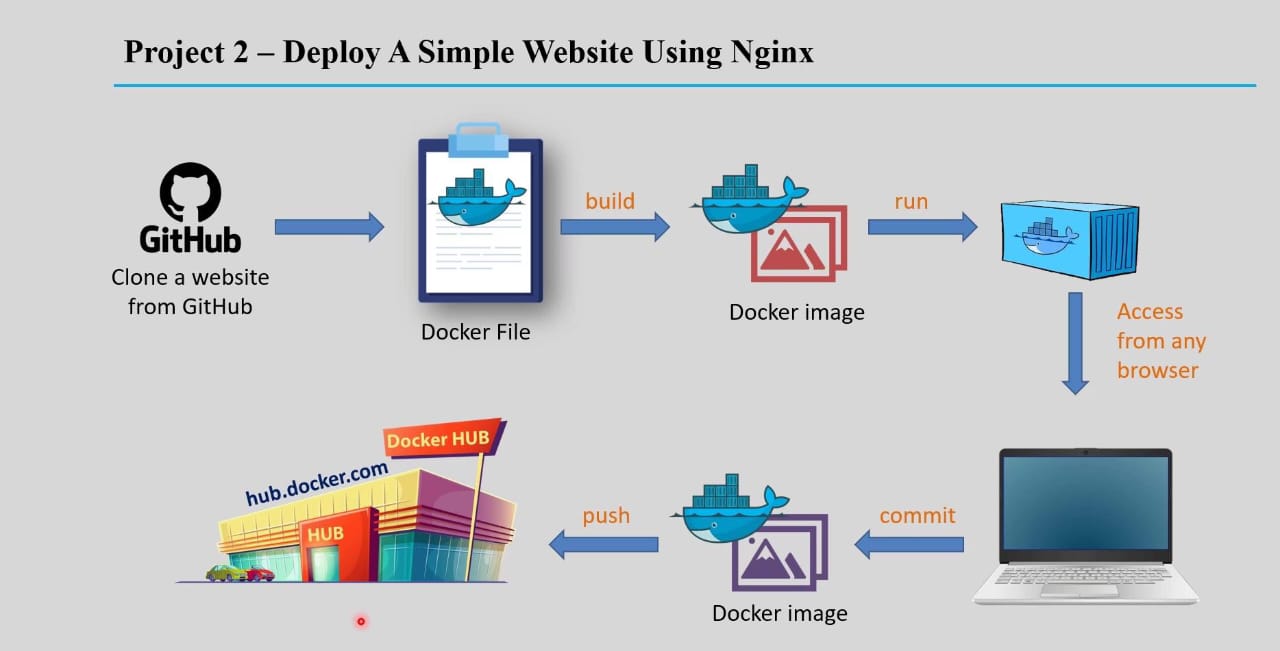 Project 2 – Deploy A Simple Website Using Nginx
GitHub
Clone a website
from GitHub
Docker File
build
Docker image
run
Access
from any
browser
commit
Docker image
push
Docker HUB
hub.docker.com
HUB